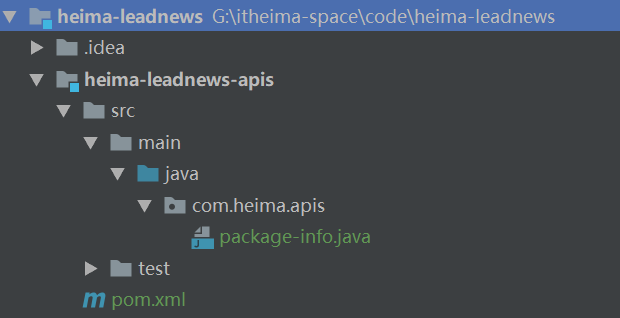 heima-leadnews G:\itheima-space\code\heima-leadnews
.idea
heima-leadnews-apis
src
main
java
com.heima.apis
package-info.java
test
pom.xml